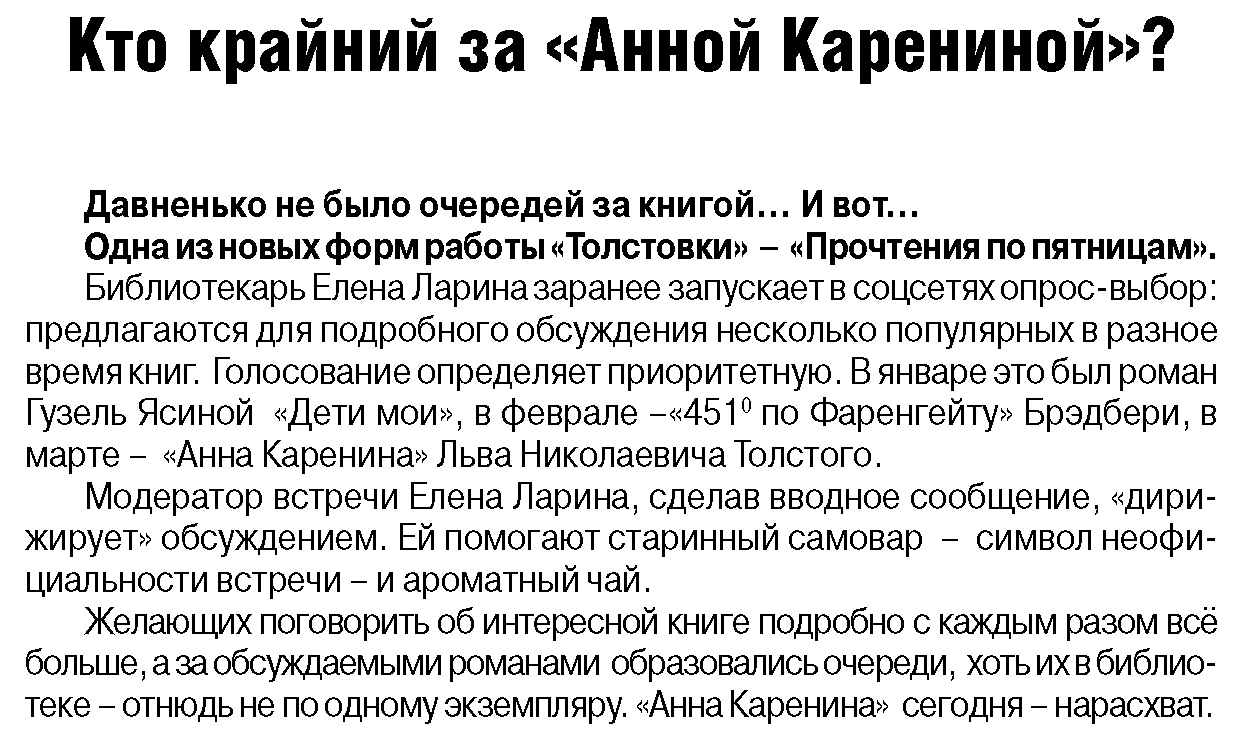 Кто крайний за «Анной Карениной»?
Давненько не было очередей за книгой… И вот…
Одна из новых форм работы «Толстовки» – «Прочтения по пятницам».
Библиотекарь Елена Ларина заранее запускает в соцсетях опрос-выбор:
предлагаются для подробного обсуждения несколько популярных в разное
время книг. Голосование определяет приоритетную. В январе это был роман
Гузель Ясиной «Дети мои», в феврале –«451⁰ по Фаренгейту» Брэдбери, в
марте – «Анна Каренина» Льва Николаевича Толстого.
Модератор встречи Елена Ларина, сделав вводное сообщение, «дири-
жирует» обсуждением. Ей помогают старинный самовар – символ неофи-
циальности встречи – и ароматный чай.
Желающих поговорить об интересной книге подробно с каждым разом всё
больше, а за обсуждаемыми романами образовались очереди, хоть их в библио-
теке – отнюдь не по одному экземпляру. «Анна Каренина» сегодня – нарасхват.